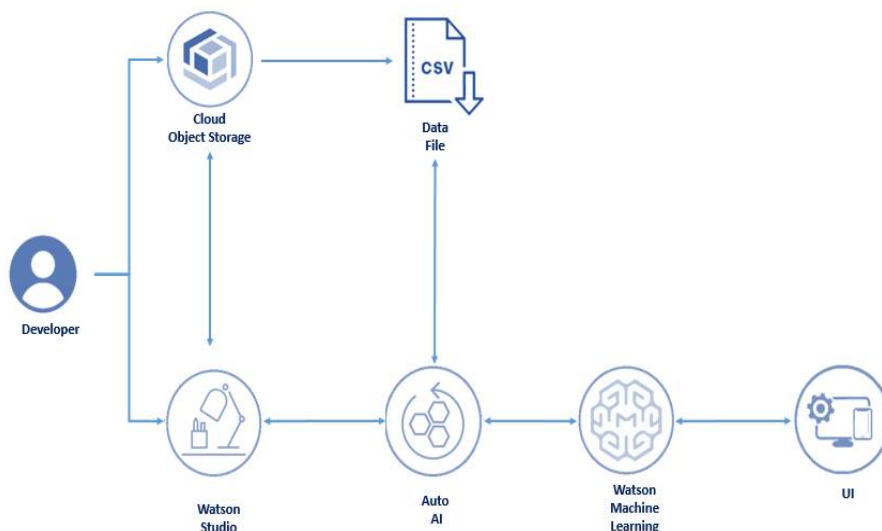 CSV
Cloud
Object Storage
Data
File
Developer
Watson
Studio
Auto
AI
M
Watson
Machine
Learning
UI